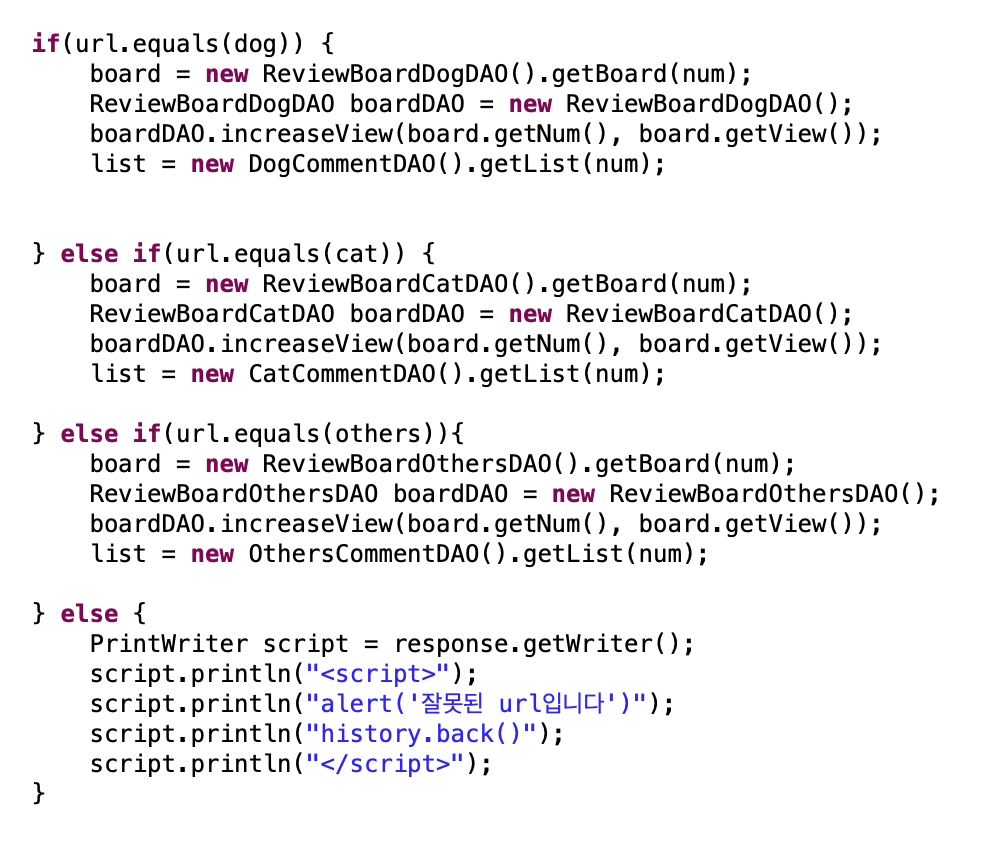 if(url.equals(dog)) {
    board = new ReviewBoardDogDAO().getBoard(num);
    ReviewBoardDogDAO boardDAO = new ReviewBoardDogDAO();
    boardDAO.increaseView(board.getNum(), board.getView());
    list = new DogCommentDAO().getList(num);
} else if(url.equals(cat)) {
    board = new ReviewBoardCatDAO().getBoard(num);
    ReviewBoardCatDAO boardDAO = new ReviewBoardCatDAO();
    boardDAO.increaseView(board.getNum(), board.getView());
    list = new CatCommentDAO().getList(num);
} else if(url.equals(others)){
    board = new ReviewBoardOthersDAO().getBoard(num);
    ReviewBoardOthersDAO boardDAO = new ReviewBoardOthersDAO();
    boardDAO.increaseView(board.getNum(), board.getView());
    list = new OthersCommentDAO().getList(num);
} else {
    PrintWriter script = response.getWriter();
    script.println("<script>");
    script.println("alert('잘못된 url입니다')");
    script.println("history.back()");
    script.println("</script>");
}